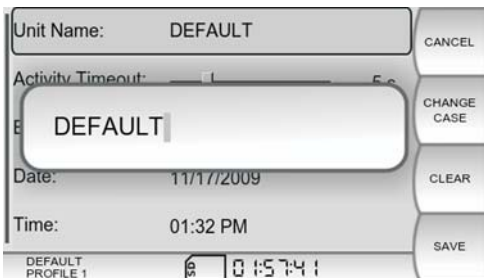 Unit Name: DEFAULT
CANCEL
Activity Timeout:
CHANGE
CASE
DEFAULT
Date: 11/17/2009
CLEAR
Time: 01:32 PM
SAVE
DEFAULT
PROFILE 1
SD
01:57:41